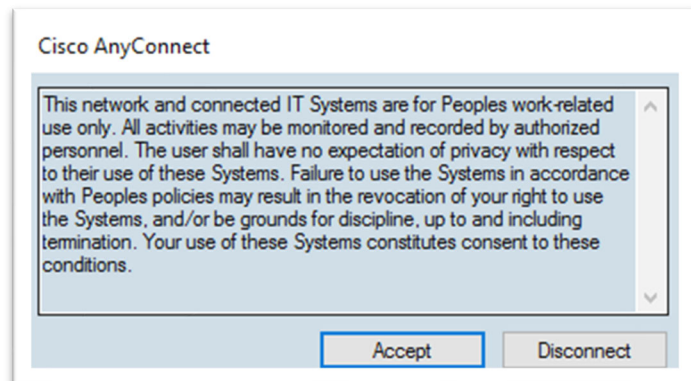 Cisco AnyConnect
This network and connected IT Systems are for Peoples work-related
use only. All activities may be monitored and recorded by authorized
personnel. The user shall have no expectation of privacy with respect
to their use of these Systems. Failure to use the Systems in accordance
with Peoples policies may result in the revocation of your right to use
the Systems, and/or be grounds for discipline, up to and including
termination. Your use of these Systems constitutes consent to these
conditions.
Accept Disconnect